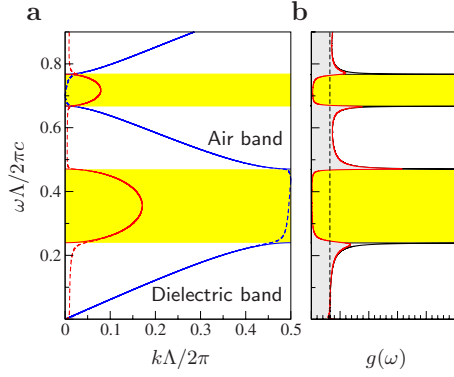 a
b
0.8
0.6
0.4
0.2
ωΛ/2πc
Air band
Dielectric band
0 0.1 0.2 0.3 0.4 0.5
kΛ/2π
g(ω)